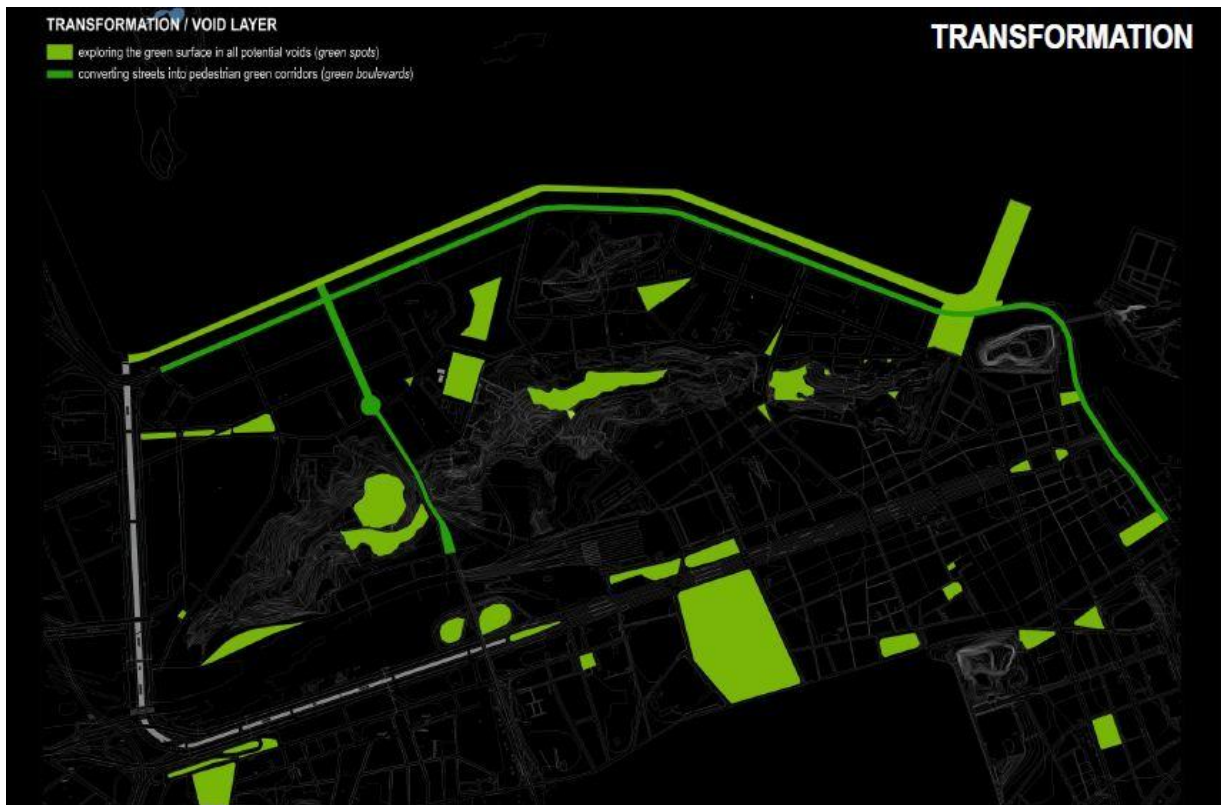 TRANSFORMATION / VOID LAYER
TRANSFORMATION
exploring the green surface in all potential voids (green spots)
converting streets into pedestrian green corridors (green boulevards)